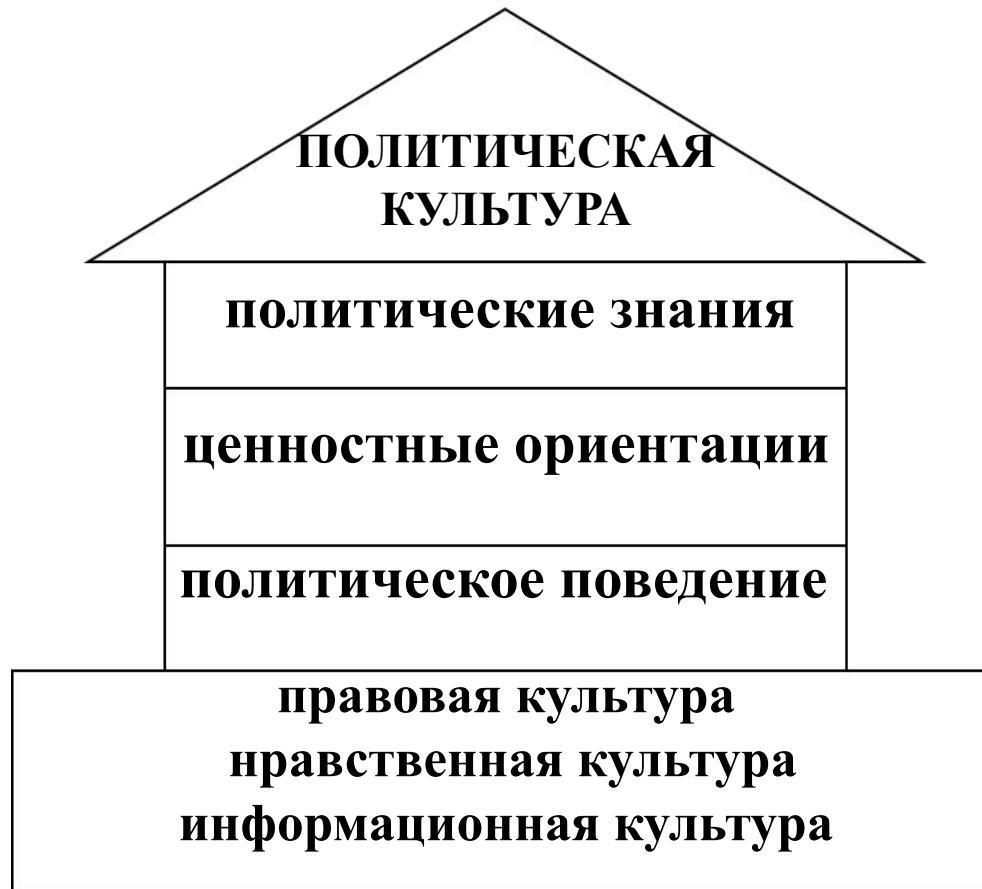 ПОЛИТИЧЕСКАЯ
КУЛЬТУРА
политические знания
ценностные ориентации
политическое поведение
правовая культура
нравственная культура
информационная культура